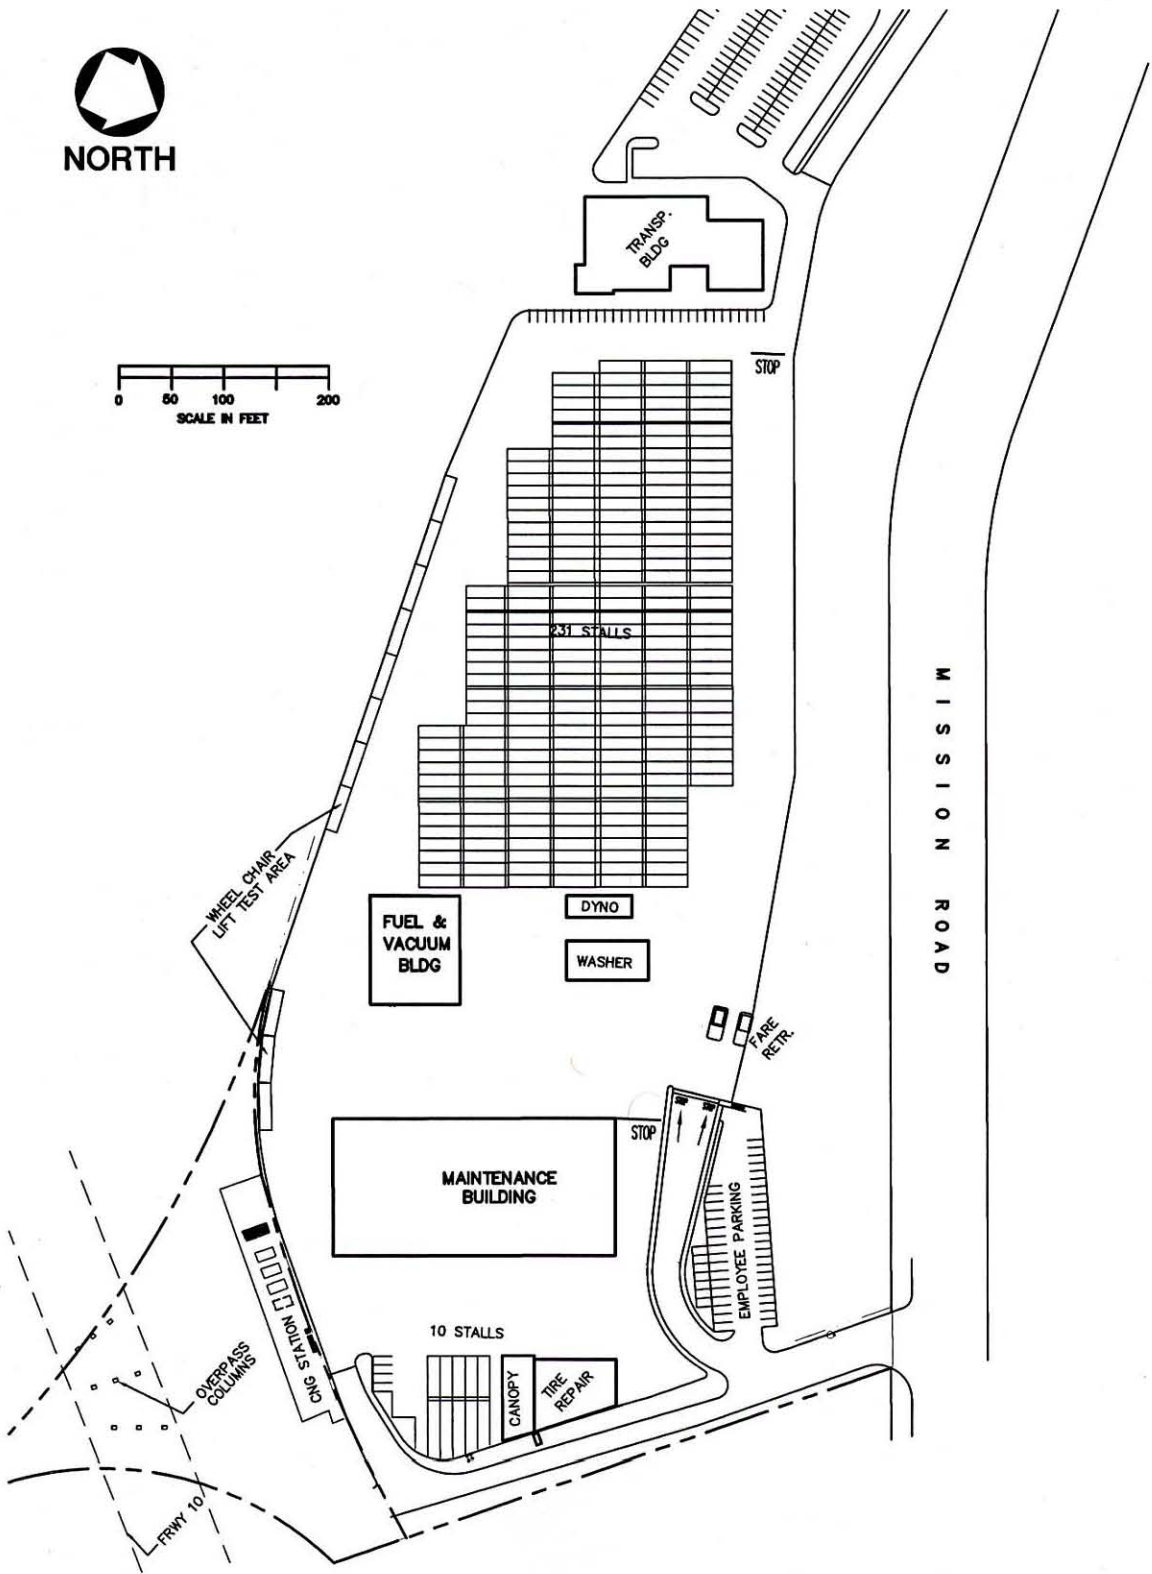 NORTH
TRANSP.
BLDG
STOP
0 50 100 200
SCALE IN FEET
231 STALLS
MISSION ROAD
WHEEL CHAIR
LIFT TEST AREA
FUEL &
VACUUM
BLDG
DYNO
WASHER
FARE
RETR.
STOP
MAINTENANCE
BUILDING
EMPLOYEE PARKING
10 STALLS
CNG STATION
CANOPY
TIRE
REPAIR
OVERPASS
COLUMNS
FRWY 10